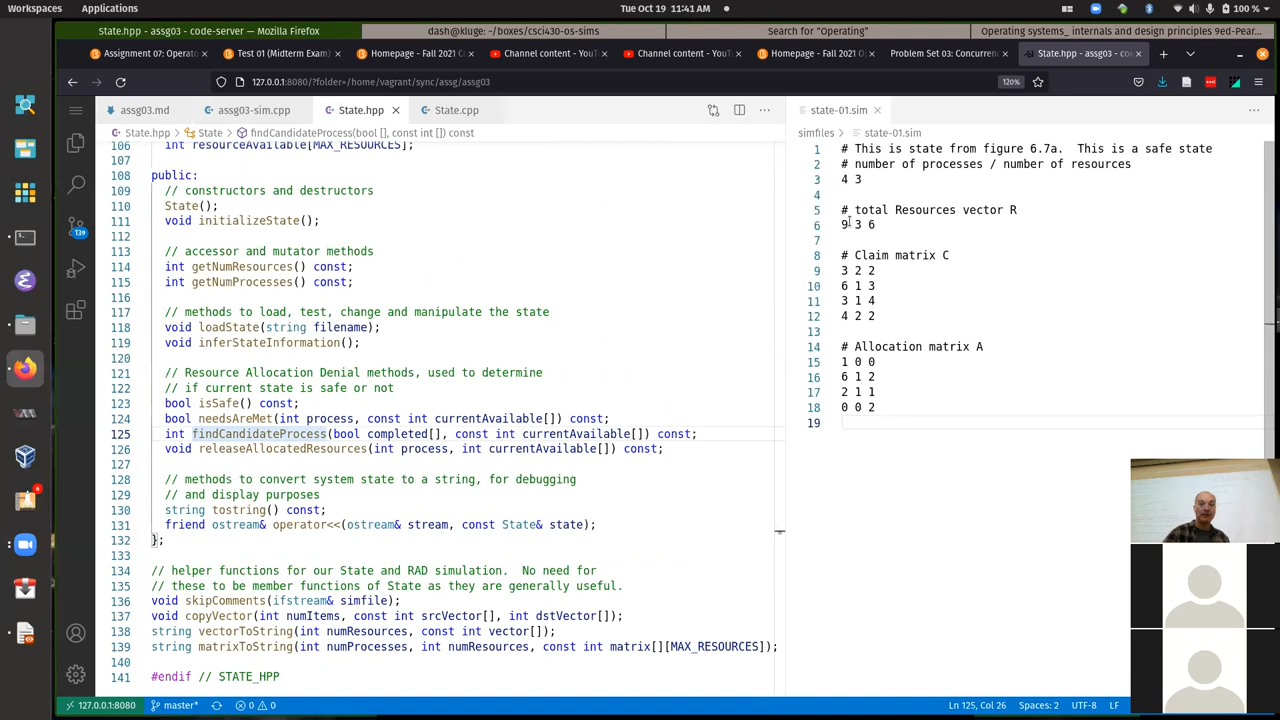 Workspaces Applications Tue Oct 19 11:41 AM 100 %
State.hpp - assg03 - code-server — Mozilla Firefox dash@kluge: ~/boxes/csci430-os-sims Search for "Operating" Operating systems_ internals and design principles 9ed-Pear...
Assignment 07: Operato Test 01 (Midterm Exam) Homepage - Fall 2021 C Channel content - YouT Channel content - YouTu Homepage - Fall 2021 O Problem Set 03: Concurrenc State.hpp - assg03 - co
127.0.0.1:8080/?folder=/home/vagrant/sync/assg/assg03 120%
assg03.md assg03-sim.cpp State.hpp State.cpp state-01.sim
State.hpp > State > findCandidateProcess(bool [], const int []) const simfiles > state-01.sim
106 int resourceAvailable[MAX_RESOURCES];
107
108 public:
109 // constructors and destructors
110 State();
111 void initializeState();
112
113 // accessor and mutator methods
114 int getNumResources() const;
115 int getNumProcesses() const;
116
117 // methods to load, test, change and manipulate the state
118 void loadState(string filename);
119 void inferStateInformation();
120
121 // Resource Allocation Denial methods, used to determine
122 // if current state is safe or not
123 bool isSafe() const;
124 bool needsAreMet(int process, const int currentAvailable[]) const;
125 int findCandidateProcess(bool completed[], const int currentAvailable[]) const;
126 void releaseAllocatedResources(int process, int currentAvailable[]) const;
127
128 // methods to convert system state to a string, for debugging
129 // and display purposes
130 string tostring() const;
131 friend ostream& operator<<(ostream& stream, const State& state);
132 };
133
134 // helper functions for our State and RAD simulation.  No need for
135 // these to be member functions of State as they are generally useful.
136 void skipComments(ifstream& simfile);
137 void copyVector(int numItems, const int srcVector[], int dstVector[]);
138 string vectorToString(int numResources, const int vector[]);
139 string matrixToString(int numProcesses, int numResources, const int matrix[][MAX_RESOURCES]);
140
141 #endif // STATE_HPP
1 # This is state from figure 6.7a.  This is a safe state
2 # number of processes / number of resources
3 4 3
4
5 # total Resources vector R
6 9 3 6
7
8 # Claim matrix C
9 3 2 2
10 6 1 3
11 3 1 4
12 4 2 2
13
14 # Allocation matrix A
15 1 0 0
16 6 1 2
17 2 1 1
18 0 0 2
19
139
6
127.0.0.1:8080 master* 0 0 Ln 125, Col 26 Spaces: 2 UTF-8 LF